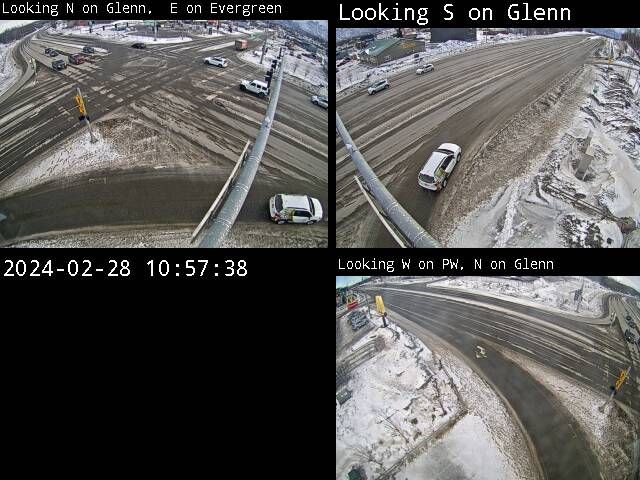 Looking N on Glenn,  E on Evergreen
Looking S on Glenn
2024-02-28 10:57:38
Looking W on PW, N on Glenn